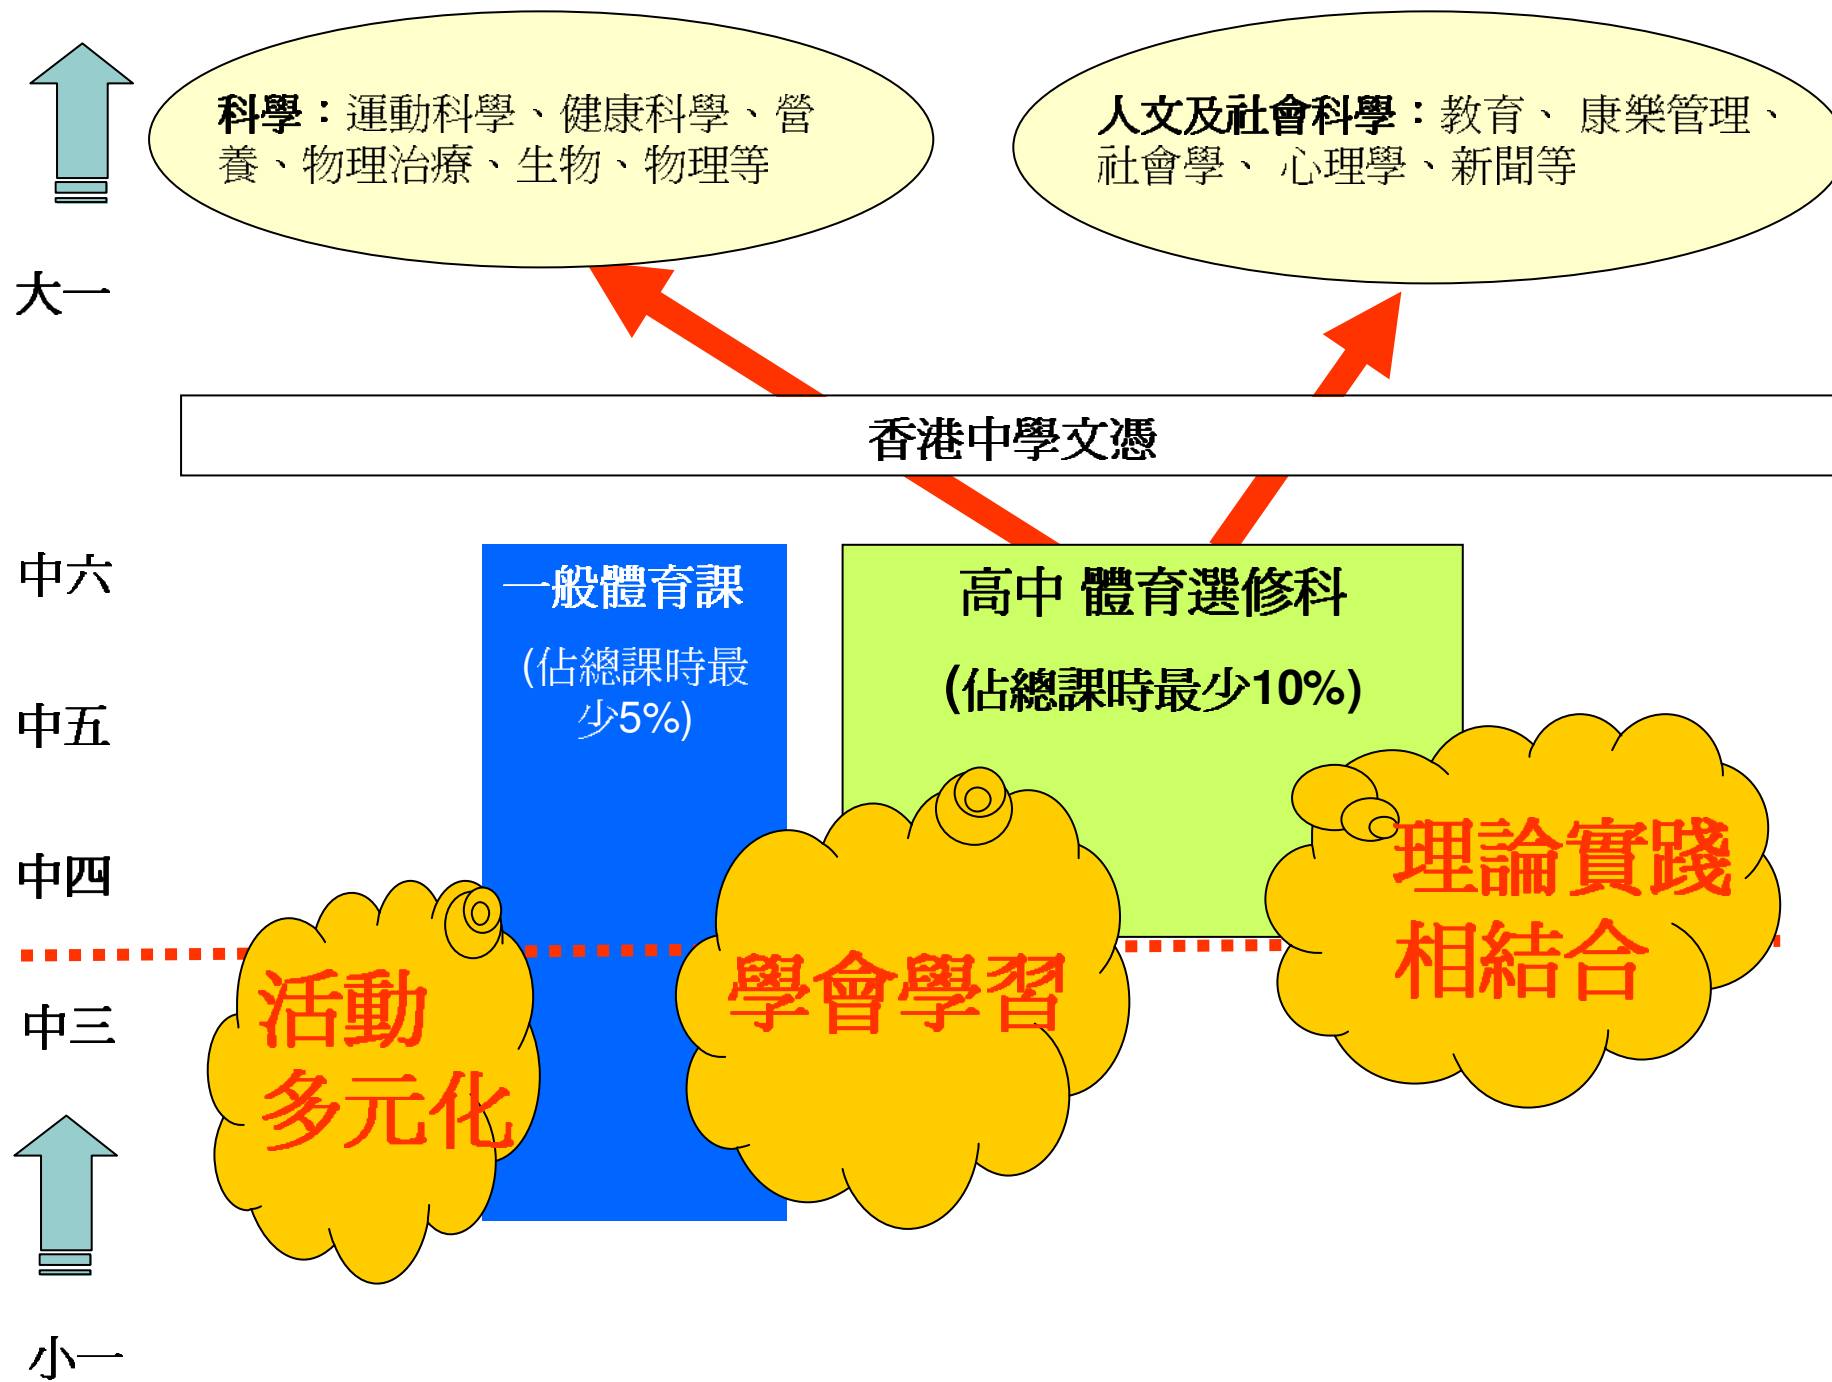 科學：運動科學、健康科學、營
養、物理治療、生物、物理等
人文及社會科學：教育、 康樂管理、
社會學、 心理學、新聞等
大一
香港中學文憑
中六
一般體育課
(佔總課時最
少5%)
高中 體育選修科
(佔總課時最少10%)
中五
中四
理論實踐
相結合
學會學習
活動
多元化
中三
小一